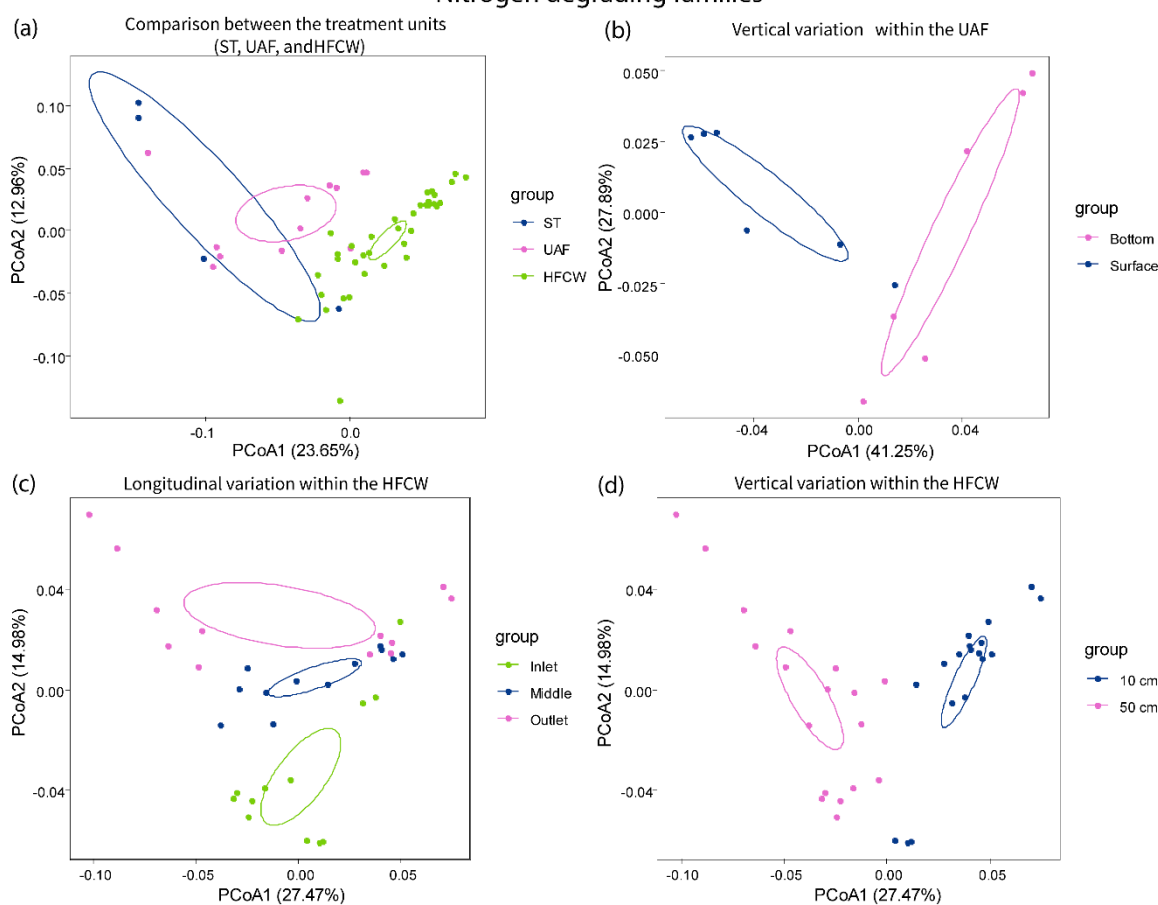 Nitrogen degrading families
(a)
Comparison between the treatment units
(ST, UAF, andHFCW)
PCoA2 (12.96%)
0.10
0.05
0.00
-0.05
-0.10
-0.1
0.0
PCoA1 (23.65%)
group
ST
UAF
HFCW
(b)
Vertical variation within the UAF
PCoA2 (27.89%)
0.050
0.025
0.000
-0.025
-0.050
-0.04
0.00
0.04
PCoA1 (41.25%)
group
Bottom
Surface
(c)
Longitudinal variation within the HFCW
PCoA2 (14.98%)
0.04
0.00
-0.04
-0.10
-0.05
0.00
0.05
PCoA1 (27.47%)
group
Inlet
Middle
Outlet
(d)
Vertical variation within the HFCW
PCoA2 (14.98%)
0.04
0.00
-0.04
-0.10
-0.05
0.00
0.05
PCoA1 (27.47%)
group
10 cm
50 cm